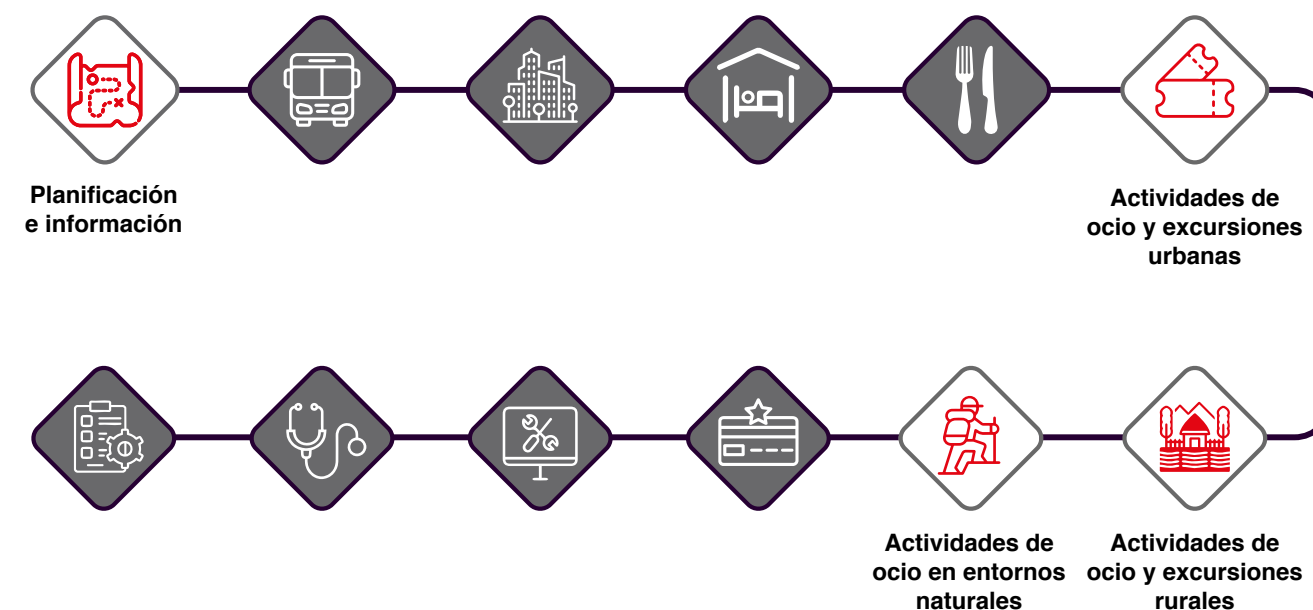 Planificación
e información
Actividades de
ocio y excursiones
urbanas
Actividades de
ocio en entornos
naturales
Actividades de
ocio y excursiones
rurales